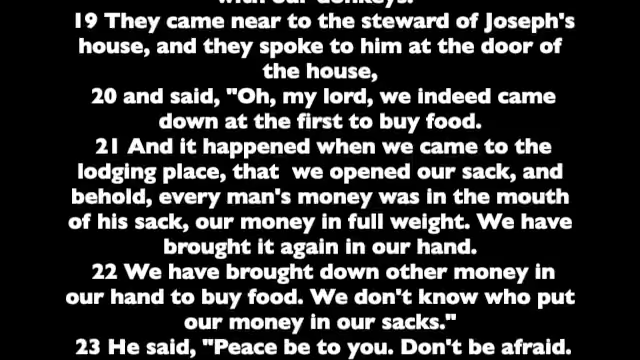 with our donkeys.
19 They came near to the steward of Joseph's
house, and they spoke to him at the door of
the house,
20 and said, "Oh, my lord, we indeed came
down at the first to buy food.
21 And it happened when we came to the
lodging place, that  we opened our sack, and
behold, every man's money was in the mouth
of his sack, our money in full weight. We have
brought it again in our hand.
22 We have brought down other money in
our hand to buy food. We don't know who put
our money in our sacks."
23 He said, "Peace be to you. Don't be afraid.